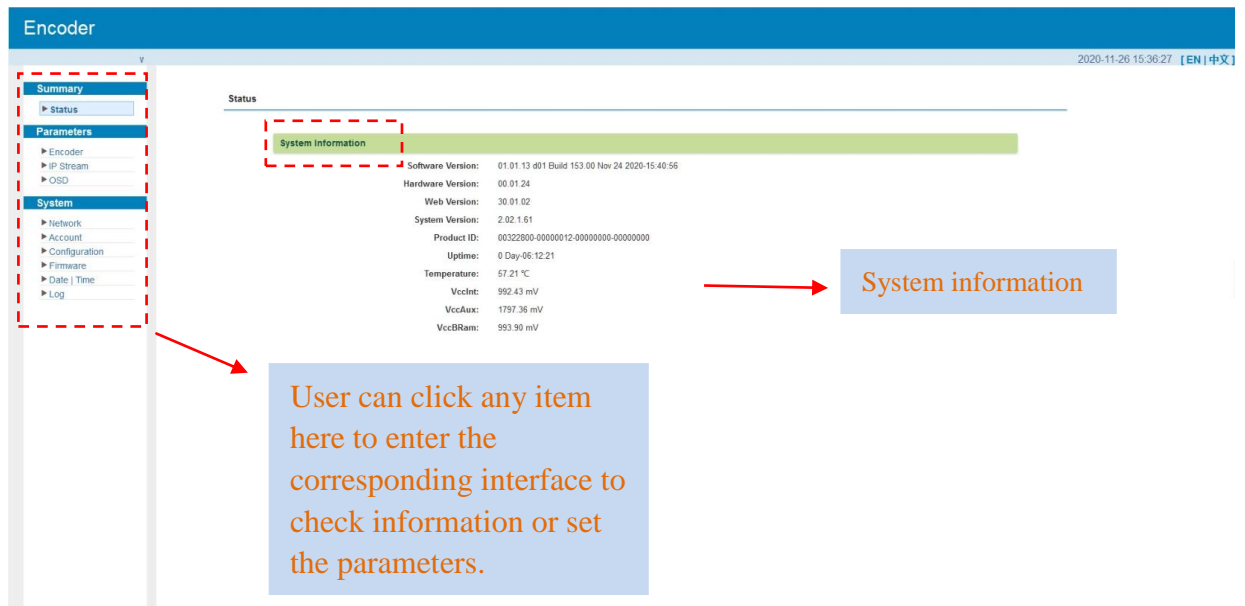 Encoder
v
2020-11-26 15:36:27 [ EN | 中文 ]
Summary
Status
Parameters
Encoder
IP Stream
OSD
System
Network
Account
Configuration
Firmware
Date | Time
Log
Status
System Information
Software Version: 01.01.13 d01 Build 153.00 Nov 24 2020-15:40:56
Hardware Version: 00.01.24
Web Version: 30.01.02
System Version: 2.02.1.61
Product ID: 00322800-00000012-00000000-00000000
Uptime: 0 Day-06:12:21
Temperature: 57.21 ℃
VccInt: 992.43 mV
VccAux: 1797.36 mV
VccBRam: 993.90 mV
System information
User can click any item
here to enter the
corresponding interface to
check information or set
the parameters.